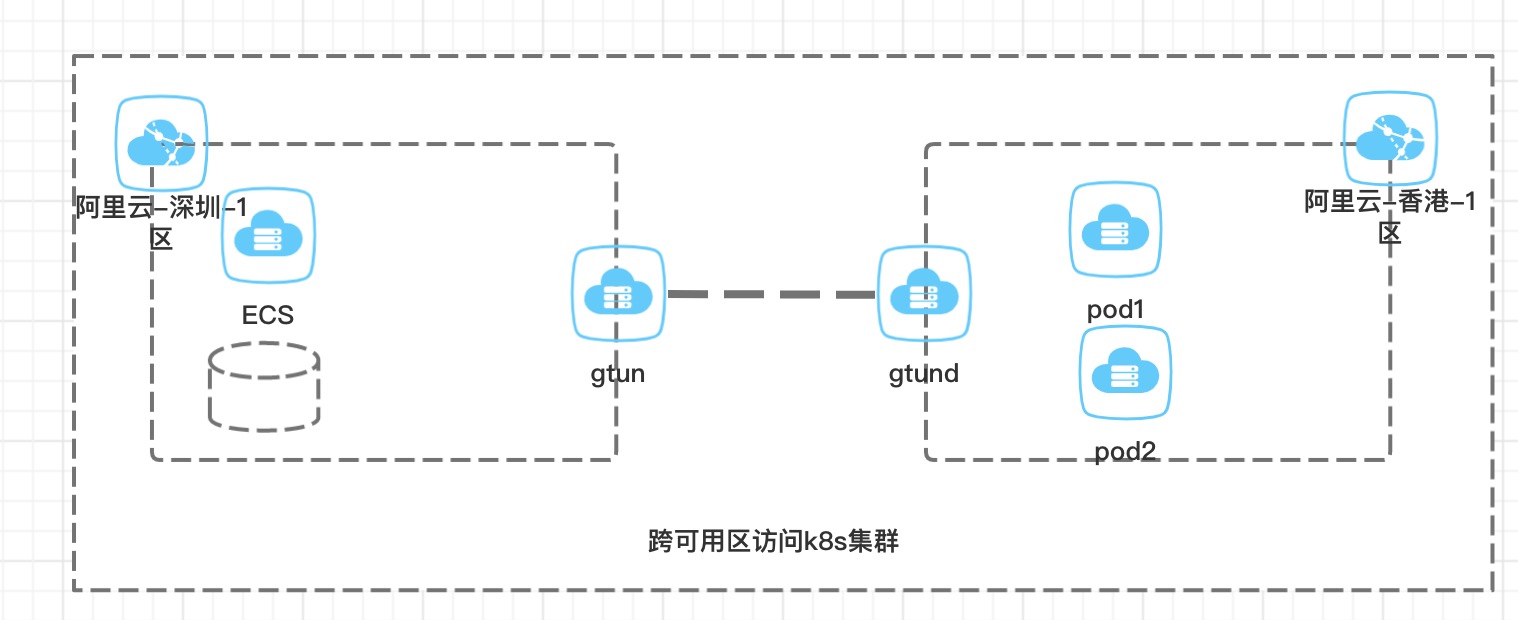 阿里云-深圳-1
区
ECS
gtun
gtund
阿里云-香港-1
区
pod1
pod2
跨可用区访问k8s集群